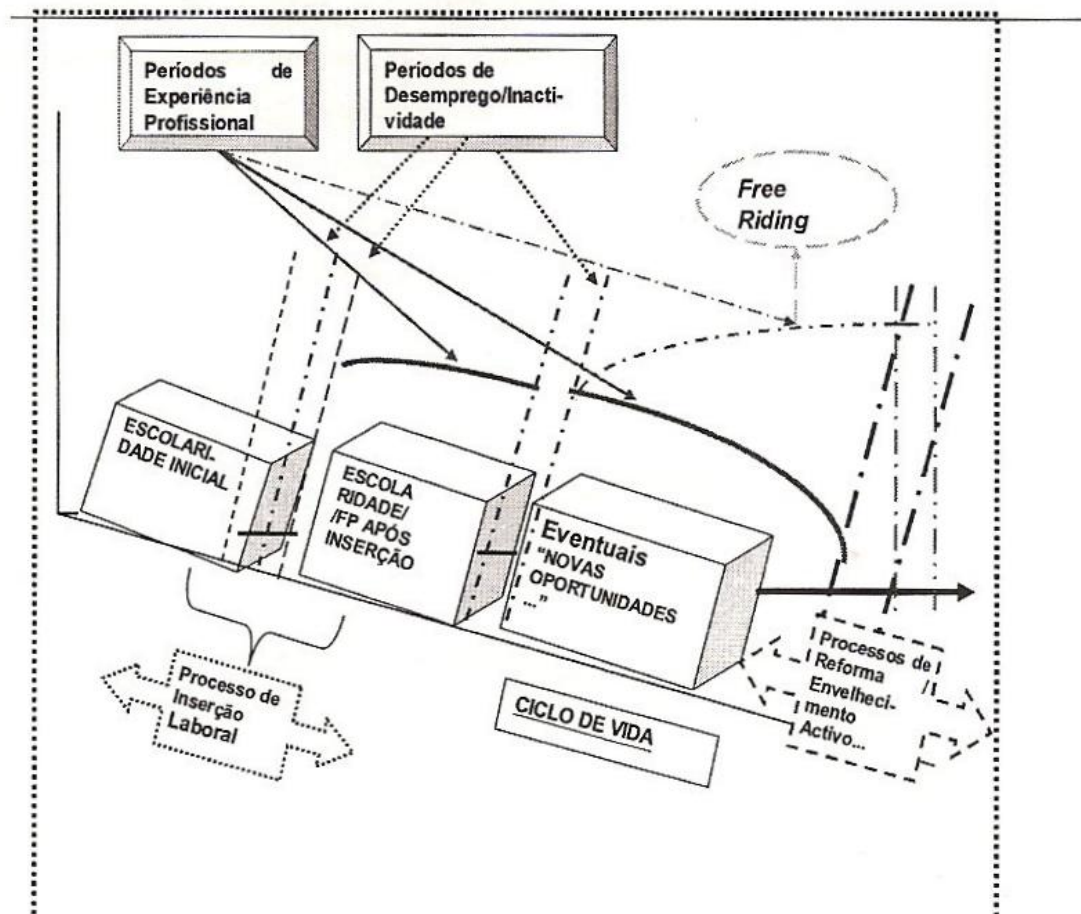 Períodos de
Experiência
Profissional
Períodos de
Desemprego/Inacti-
vidade
Free
Riding
ESCOLARI-
DADE INICIAL
ESCOLA
RIDADE/
/FP APÓS
INSERÇÃO
Eventuais
"NOVAS
OPORTUNIDADES
..."
Processo de
Inserção
Laboral
CICLO DE VIDA
Processos de
Reforma /
Envelheci-
mento
Activo...